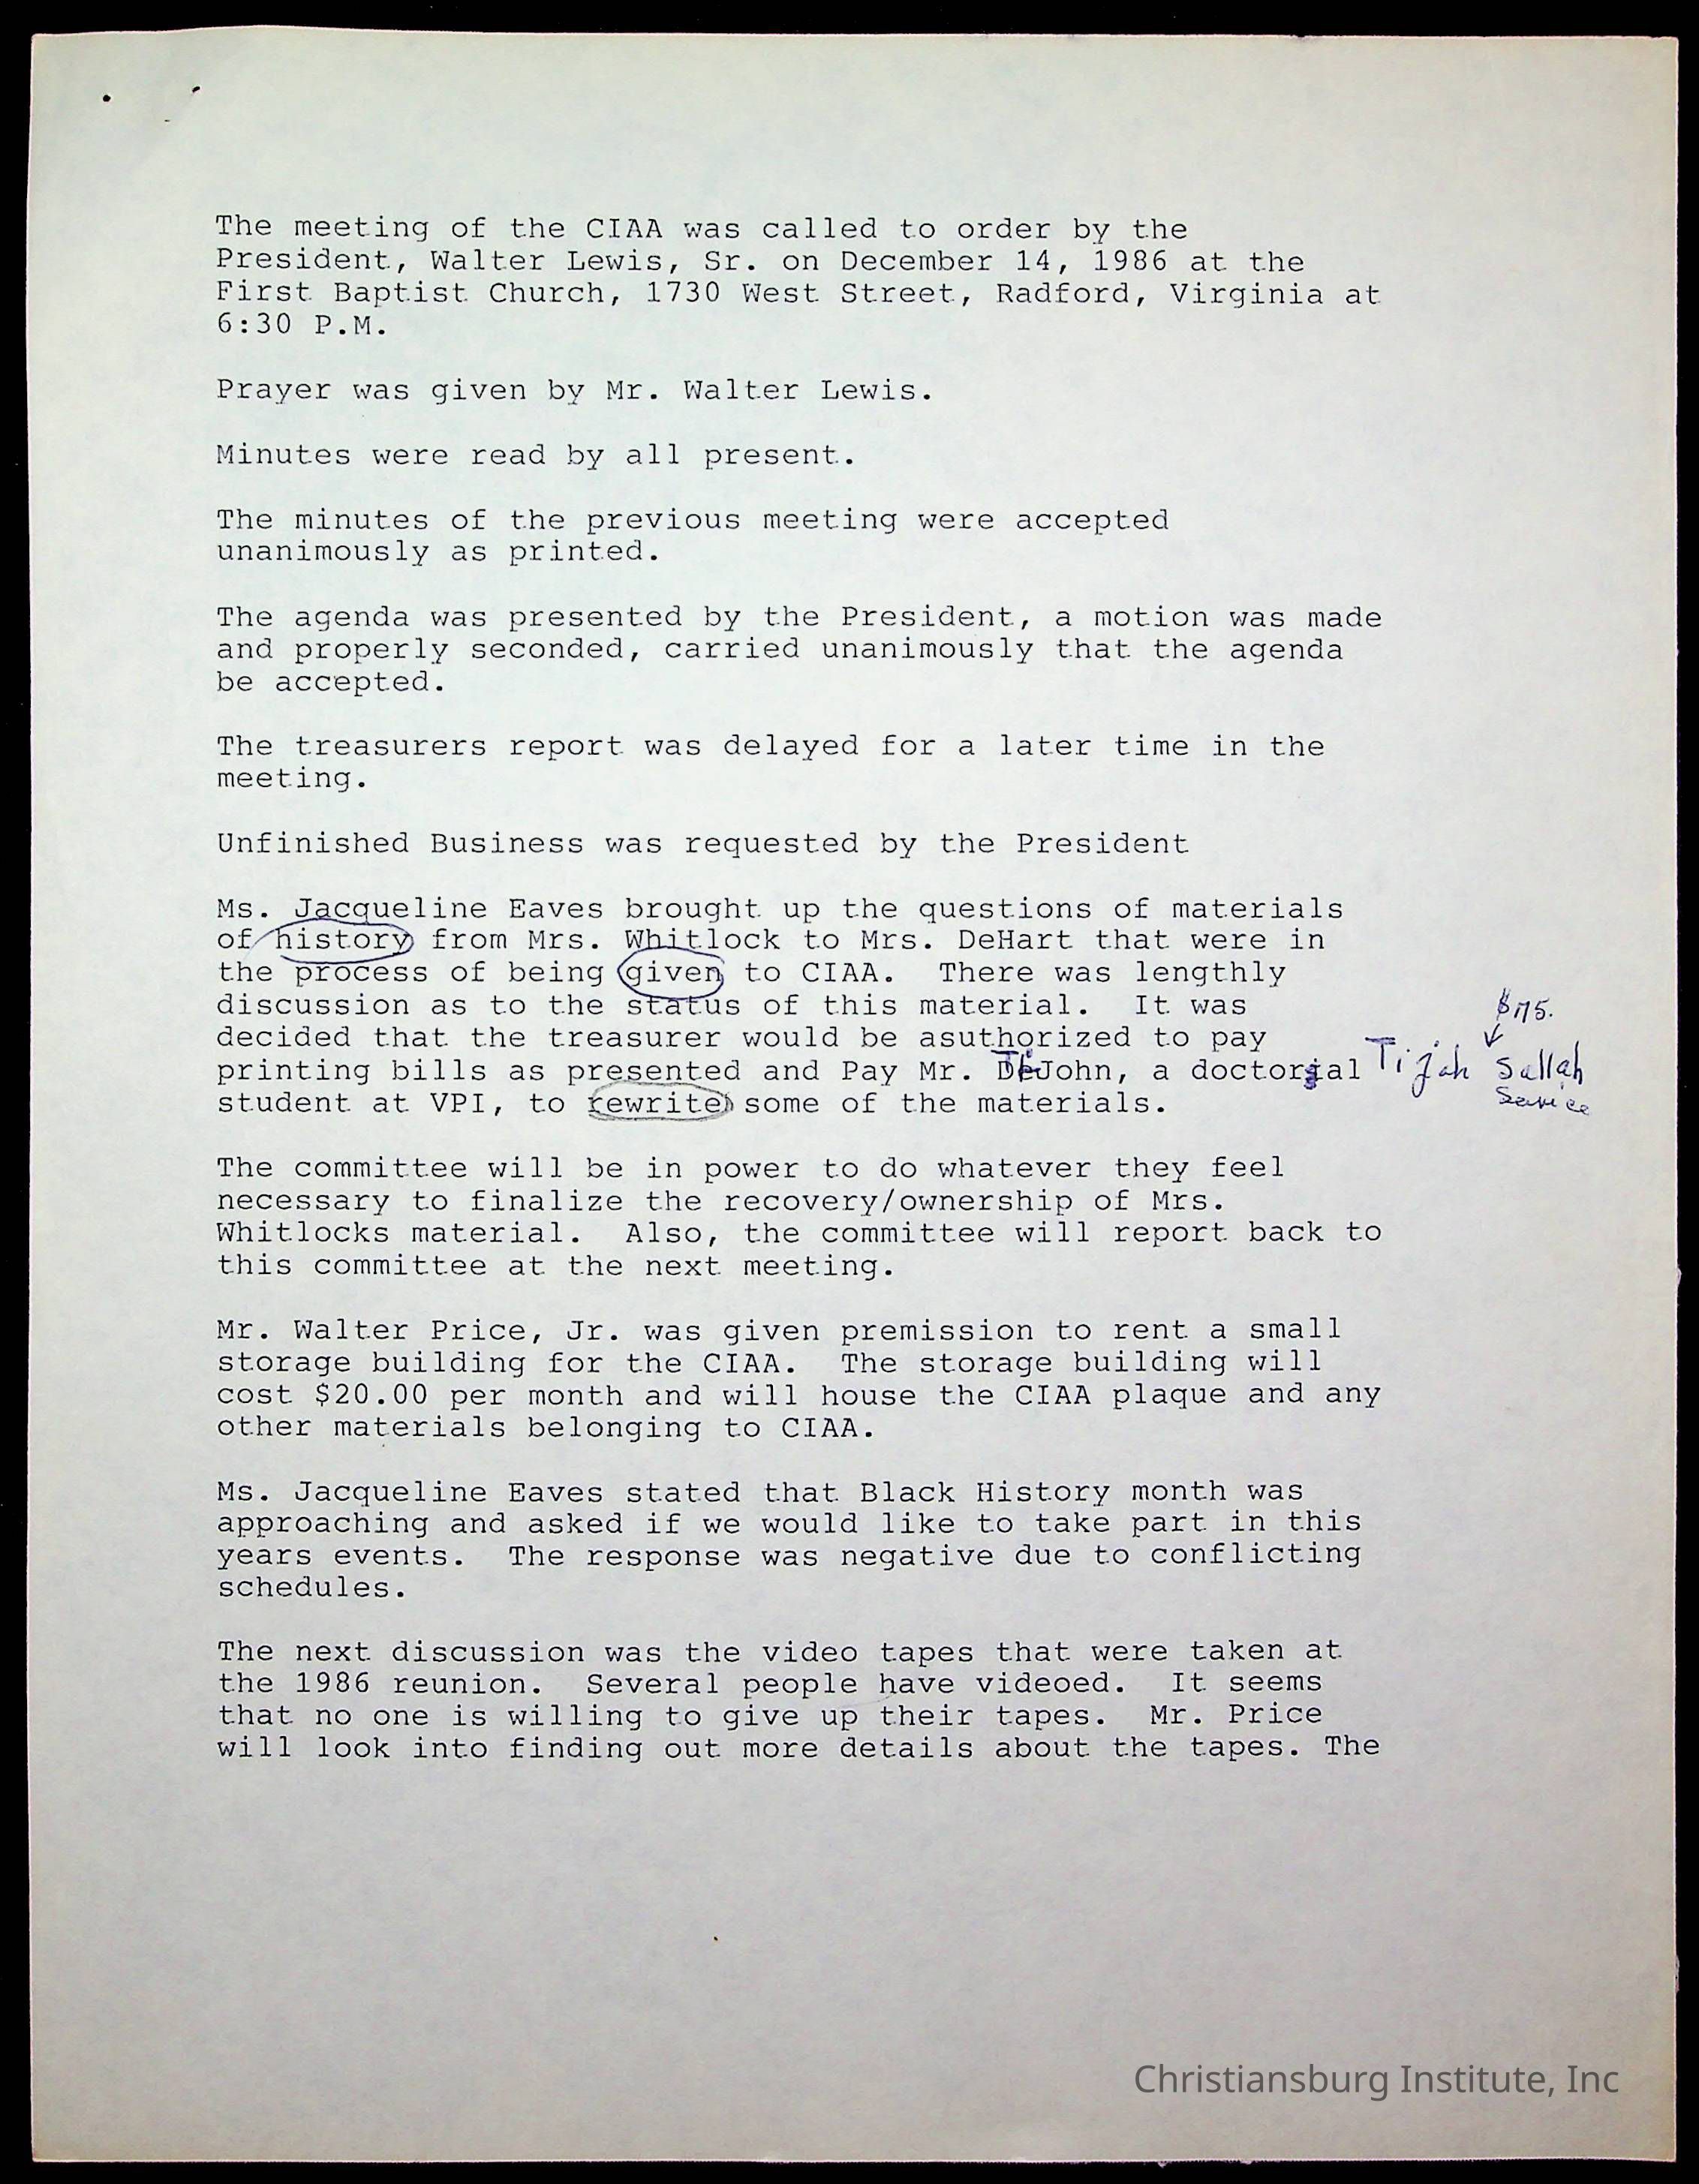 The meeting of the CIAA was called to order by the
President, Walter Lewis, Sr. on December 14, 1986 at the
First Baptist Church, 1730 West Street, Radford, Virginia at
6:30 P.M.
Prayer was given by Mr. Walter Lewis.
Minutes were read by all present.
The minutes of the previous meeting were accepted
unanimously as printed.
The agenda was presented by the President, a motion was made
and properly seconded, carried unanimously that the agenda
be accepted.
The treasurers report was delayed for a later time in the
meeting.
Unfinished Business was requested by the President
Ms. Jacqueline Eaves brought up the questions of materials
of history from Mrs. Whitlock to Mrs. DeHart that were in
the process of being given to CIAA. There was lengthly
discussion as to the status of this material. It was
$175.
decided that the treasurer would be asuthorized to pay
printing bills as presented and Pay Mr. DeJohn, a doctorial Tijah Sallah
student at VPI, to rewrite some of the materials. Service
The committee will be in power to do whatever they feel
necessary to finalize the recovery/ownership of Mrs.
Whitlocks material. Also, the committee will report back to
this committee at the next meeting.
Mr. Walter Price, Jr. was given premission to rent a small
storage building for the CIAA. The storage building will
cost $20.00 per month and will house the CIAA plaque and any
other materials belonging to CIAA.
Ms. Jacqueline Eaves stated that Black History month was
approaching and asked if we would like to take part in this
years events. The response was negative due to conflicting
schedules.
The next discussion was the video tapes that were taken at
the 1986 reunion. Several people have videoed. It seems
that no one is willing to give up their tapes. Mr. Price
will look into finding out more details about the tapes. The
Christiansburg Institute, Inc